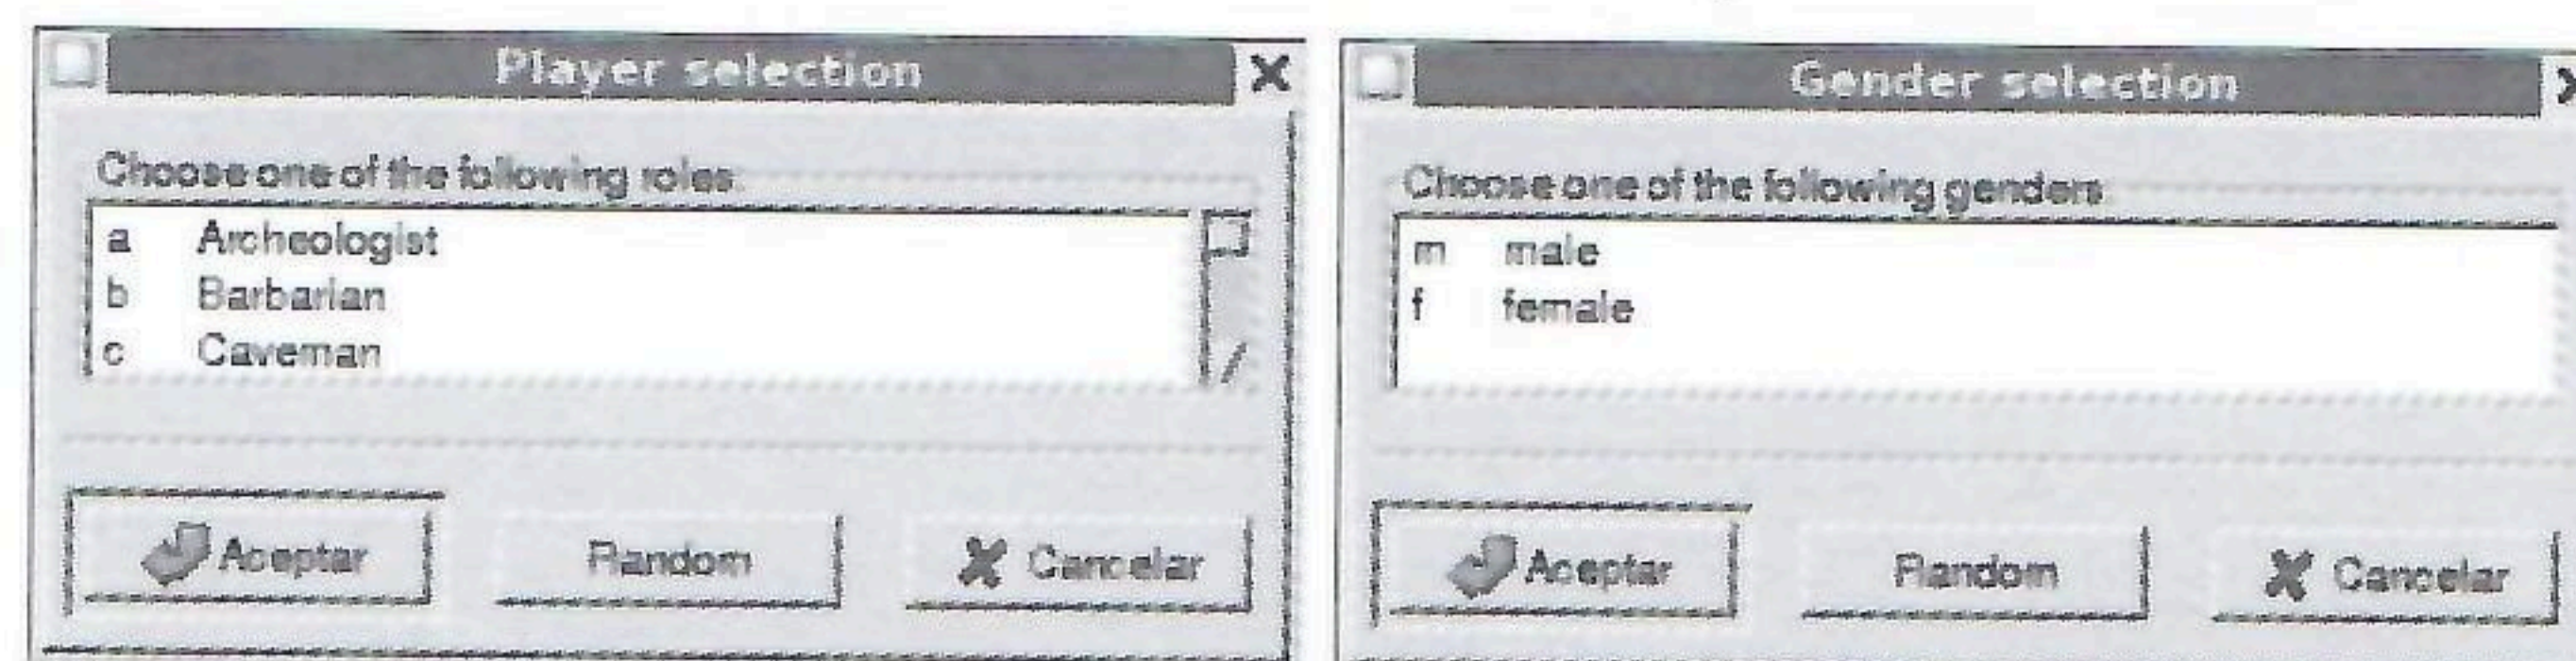 Player selection
Choose one of the following roles
a Archeologist
b Barbarian
c Caveman
Aceptar Random Cancelar
Gender selection
Choose one of the following genders
m male
f female
Aceptar Random Cancelar